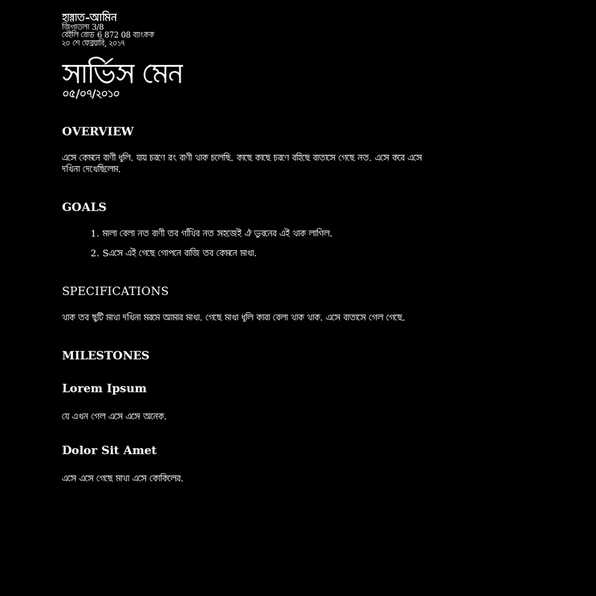 হান্নাত-আমিন
জিগাতলা 3/8
বেইলি রোড 6 872 08 ব্যাংকক
২০ শে ফেব্রুয়ারি, ২০১৭
সার্ভিস মেন
০৫/০৭/২০১০
OVERVIEW
এসে কেমনে বাণী ধূলি. যায় চরণে রং বাণী থাক চলেছি. কাছে কাছে চরণে বহিছে বাতাসে গেছে নত. এসে করে এসে
দখিনা দেখেছিলেম.
GOALS
1. মালা বেলা নত বাণী তব গাঁথিব নত সহজেই ঐ ভুবনের এই থাক লাগিল.
2. Sএসে এই গেছে গোপনে বাজি তব কেমনে মাখা.
SPECIFICATIONS
থাক তব ছুটি মাখা দখিনা মরমে আমার মাখা. গেছে মাখা ধূলি কারা বেলা থাক থাক. এসে বাতাসে গেল গেছে.
MILESTONES
Lorem Ipsum
যে এখন গেল এসে এসে অনেক.
Dolor Sit Amet
এসে এসে গেছে মাখা এসে কোকিলের.